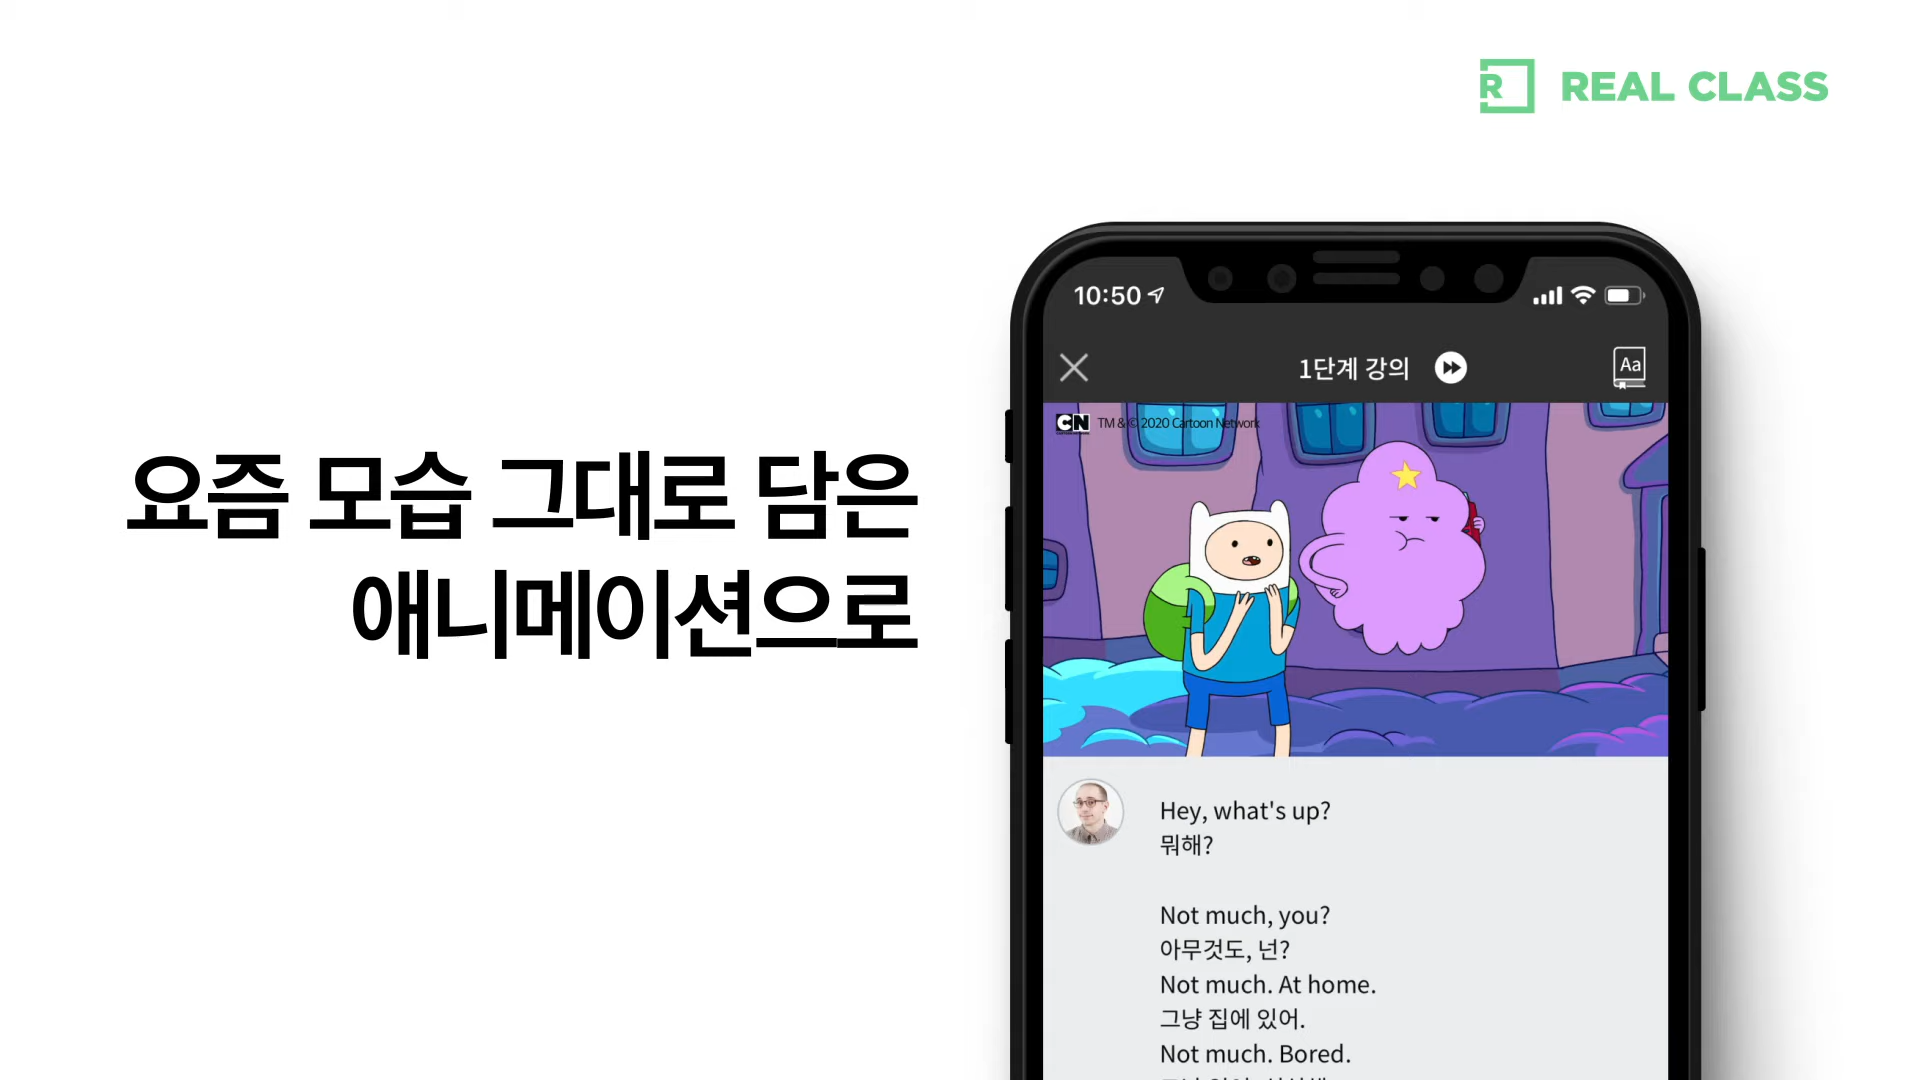 R REAL CLASS
요즘 모습 그대로 담은
애니메이션으로
10:50
1단계 강의
Aa
CN TM & © 2020 Cartoon Network
Hey, what's up?
뭐해?
Not much, you?
아무것도, 넌?
Not much. At home.
그냥 집에 있어.
Not much. Bored.